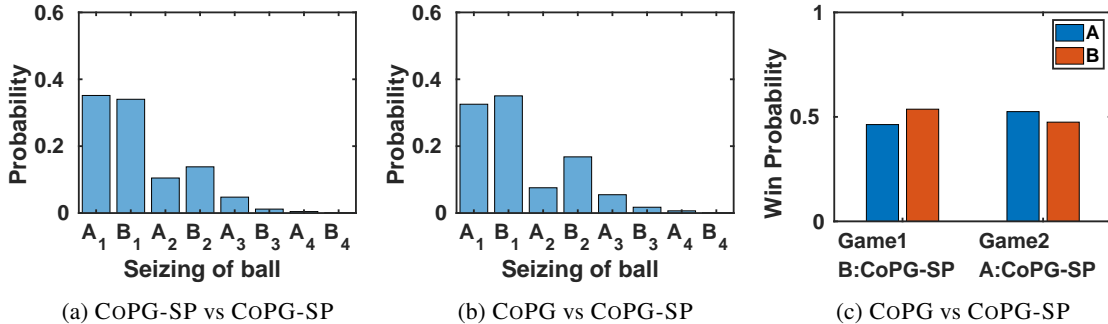 0.6
0.4
0.2
0
Probability
A1 B1 A2 B2 A3 B3 A4 B4
Seizing of ball
(a) COPG-SP vs COPG-SP
0.6
0.4
0.2
0
Probability
A1 B1 A2 B2 A3 B3 A4 B4
Seizing of ball
(b) COPG vs COPG-SP
1
0.5
0
Win Probability
A
B
Game1 Game2
B:CoPG-SP A:CoPG-SP
(c) COPG vs COPG-SP